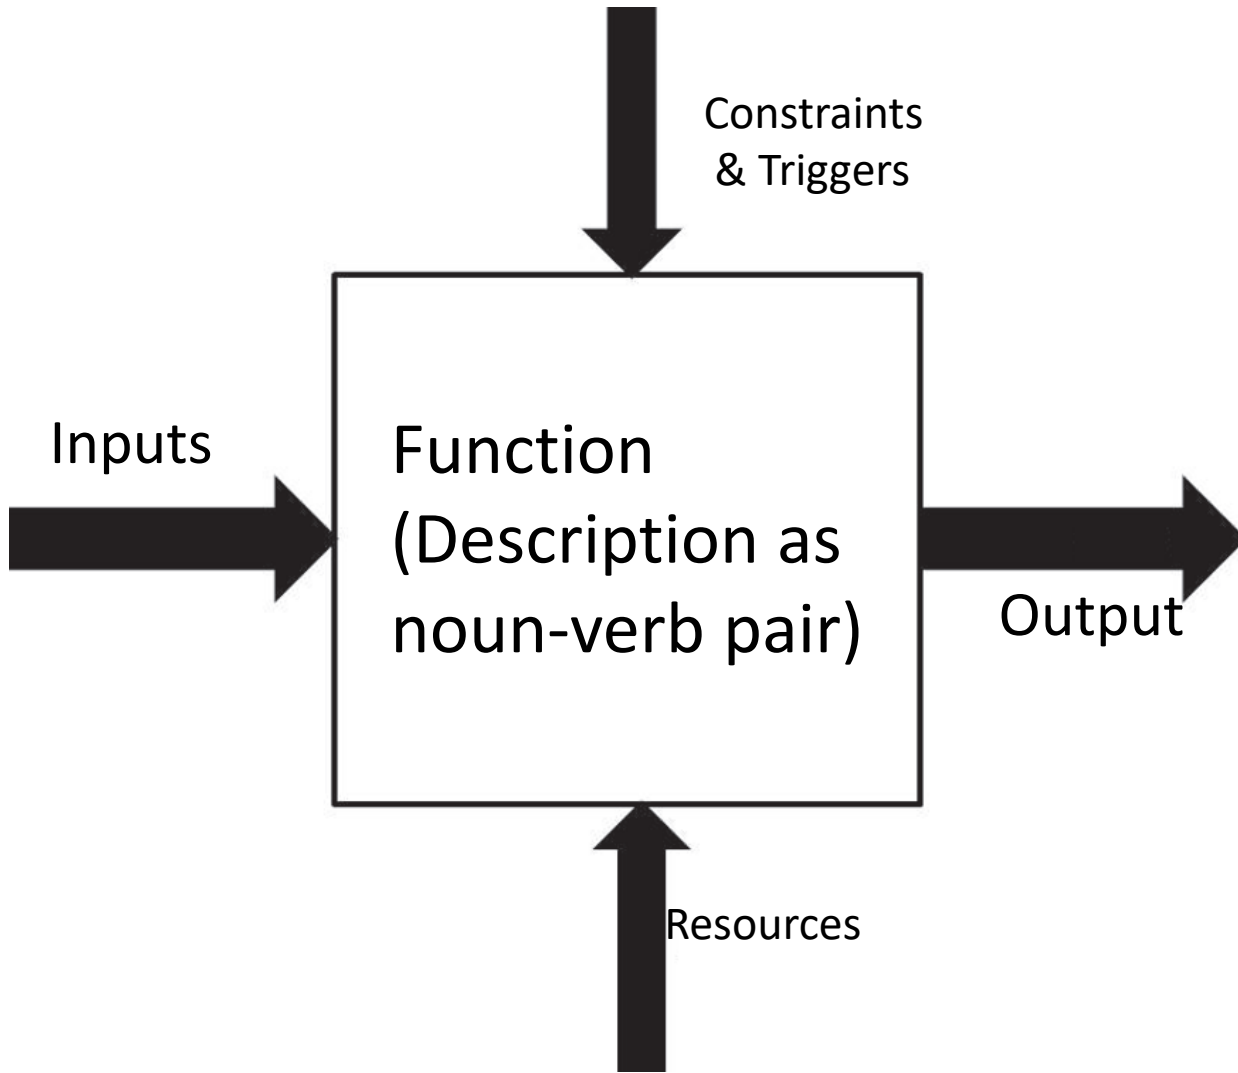 Constraints
& Triggers
Inputs
Function
(Description as
noun-verb pair)
Output
Resources